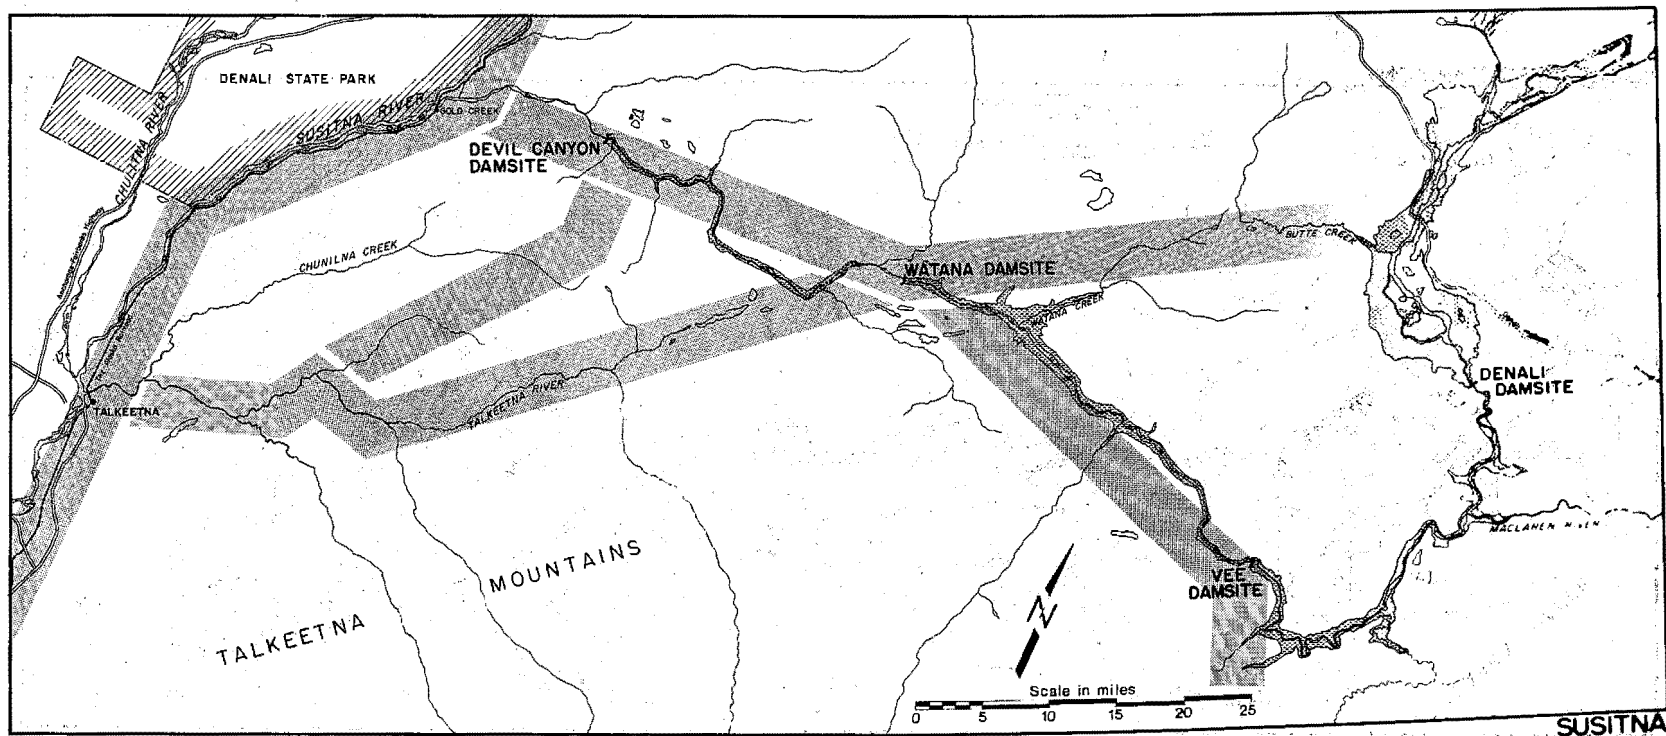 DENALI STATE PARK
CHULITNA RIVER
SUSITNA RIVER
GOLD CREEK
DEVIL CANYON
DAMSITE
CHUNILNA CREEK
BUTTE CREEK
WATANA DAMSITE
WATANA CREEK
DENALI
DAMSITE
TALKEETNA
TALKEETNA RIVER
MACLAREN RIVER
MOUNTAINS
TALKEETNA
VEE
DAMSITE
N
Scale in miles
0 5 10 15 20 25
SUSITNA